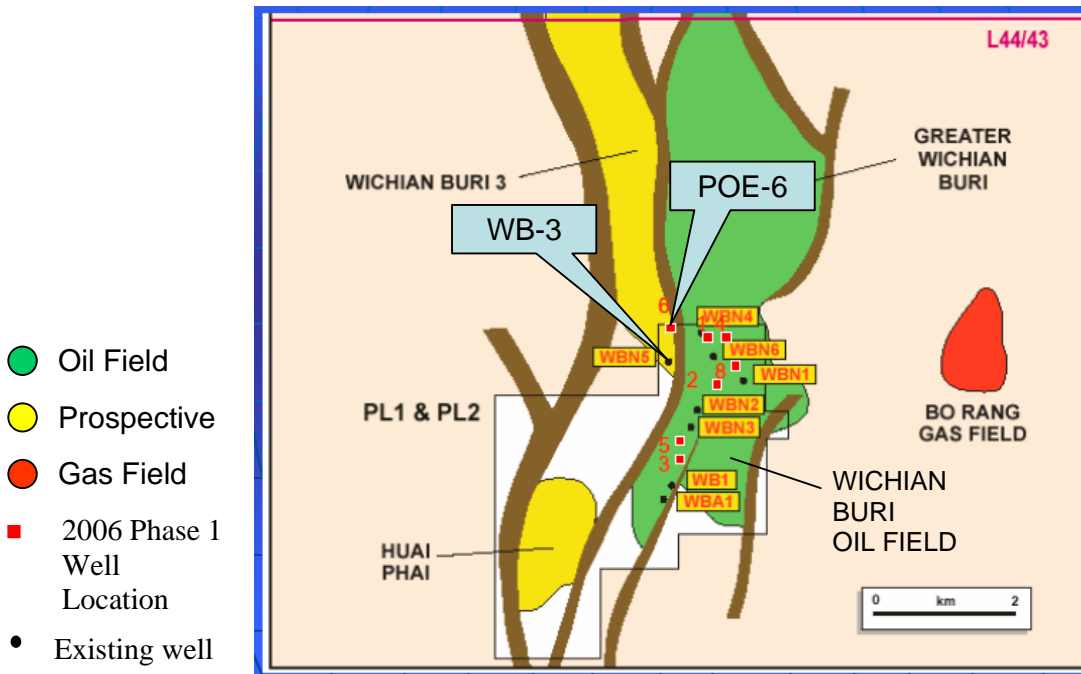 L44/43
GREATER
WICHIAN
BURI
WICHIAN BURI 3
POE-6
WB-3
6
WBN4
1
4
WBN5
WBN6
8
2
WBN1
Oil Field
Prospective
Gas Field
2006 Phase 1
Well
Location
Existing well
PL1 & PL2
WBN2
WBN3
BO RANG
GAS FIELD
5
3
WB1
WBA1
WICHIAN
BURI
OIL FIELD
HUAI
PHAI
0 km 2